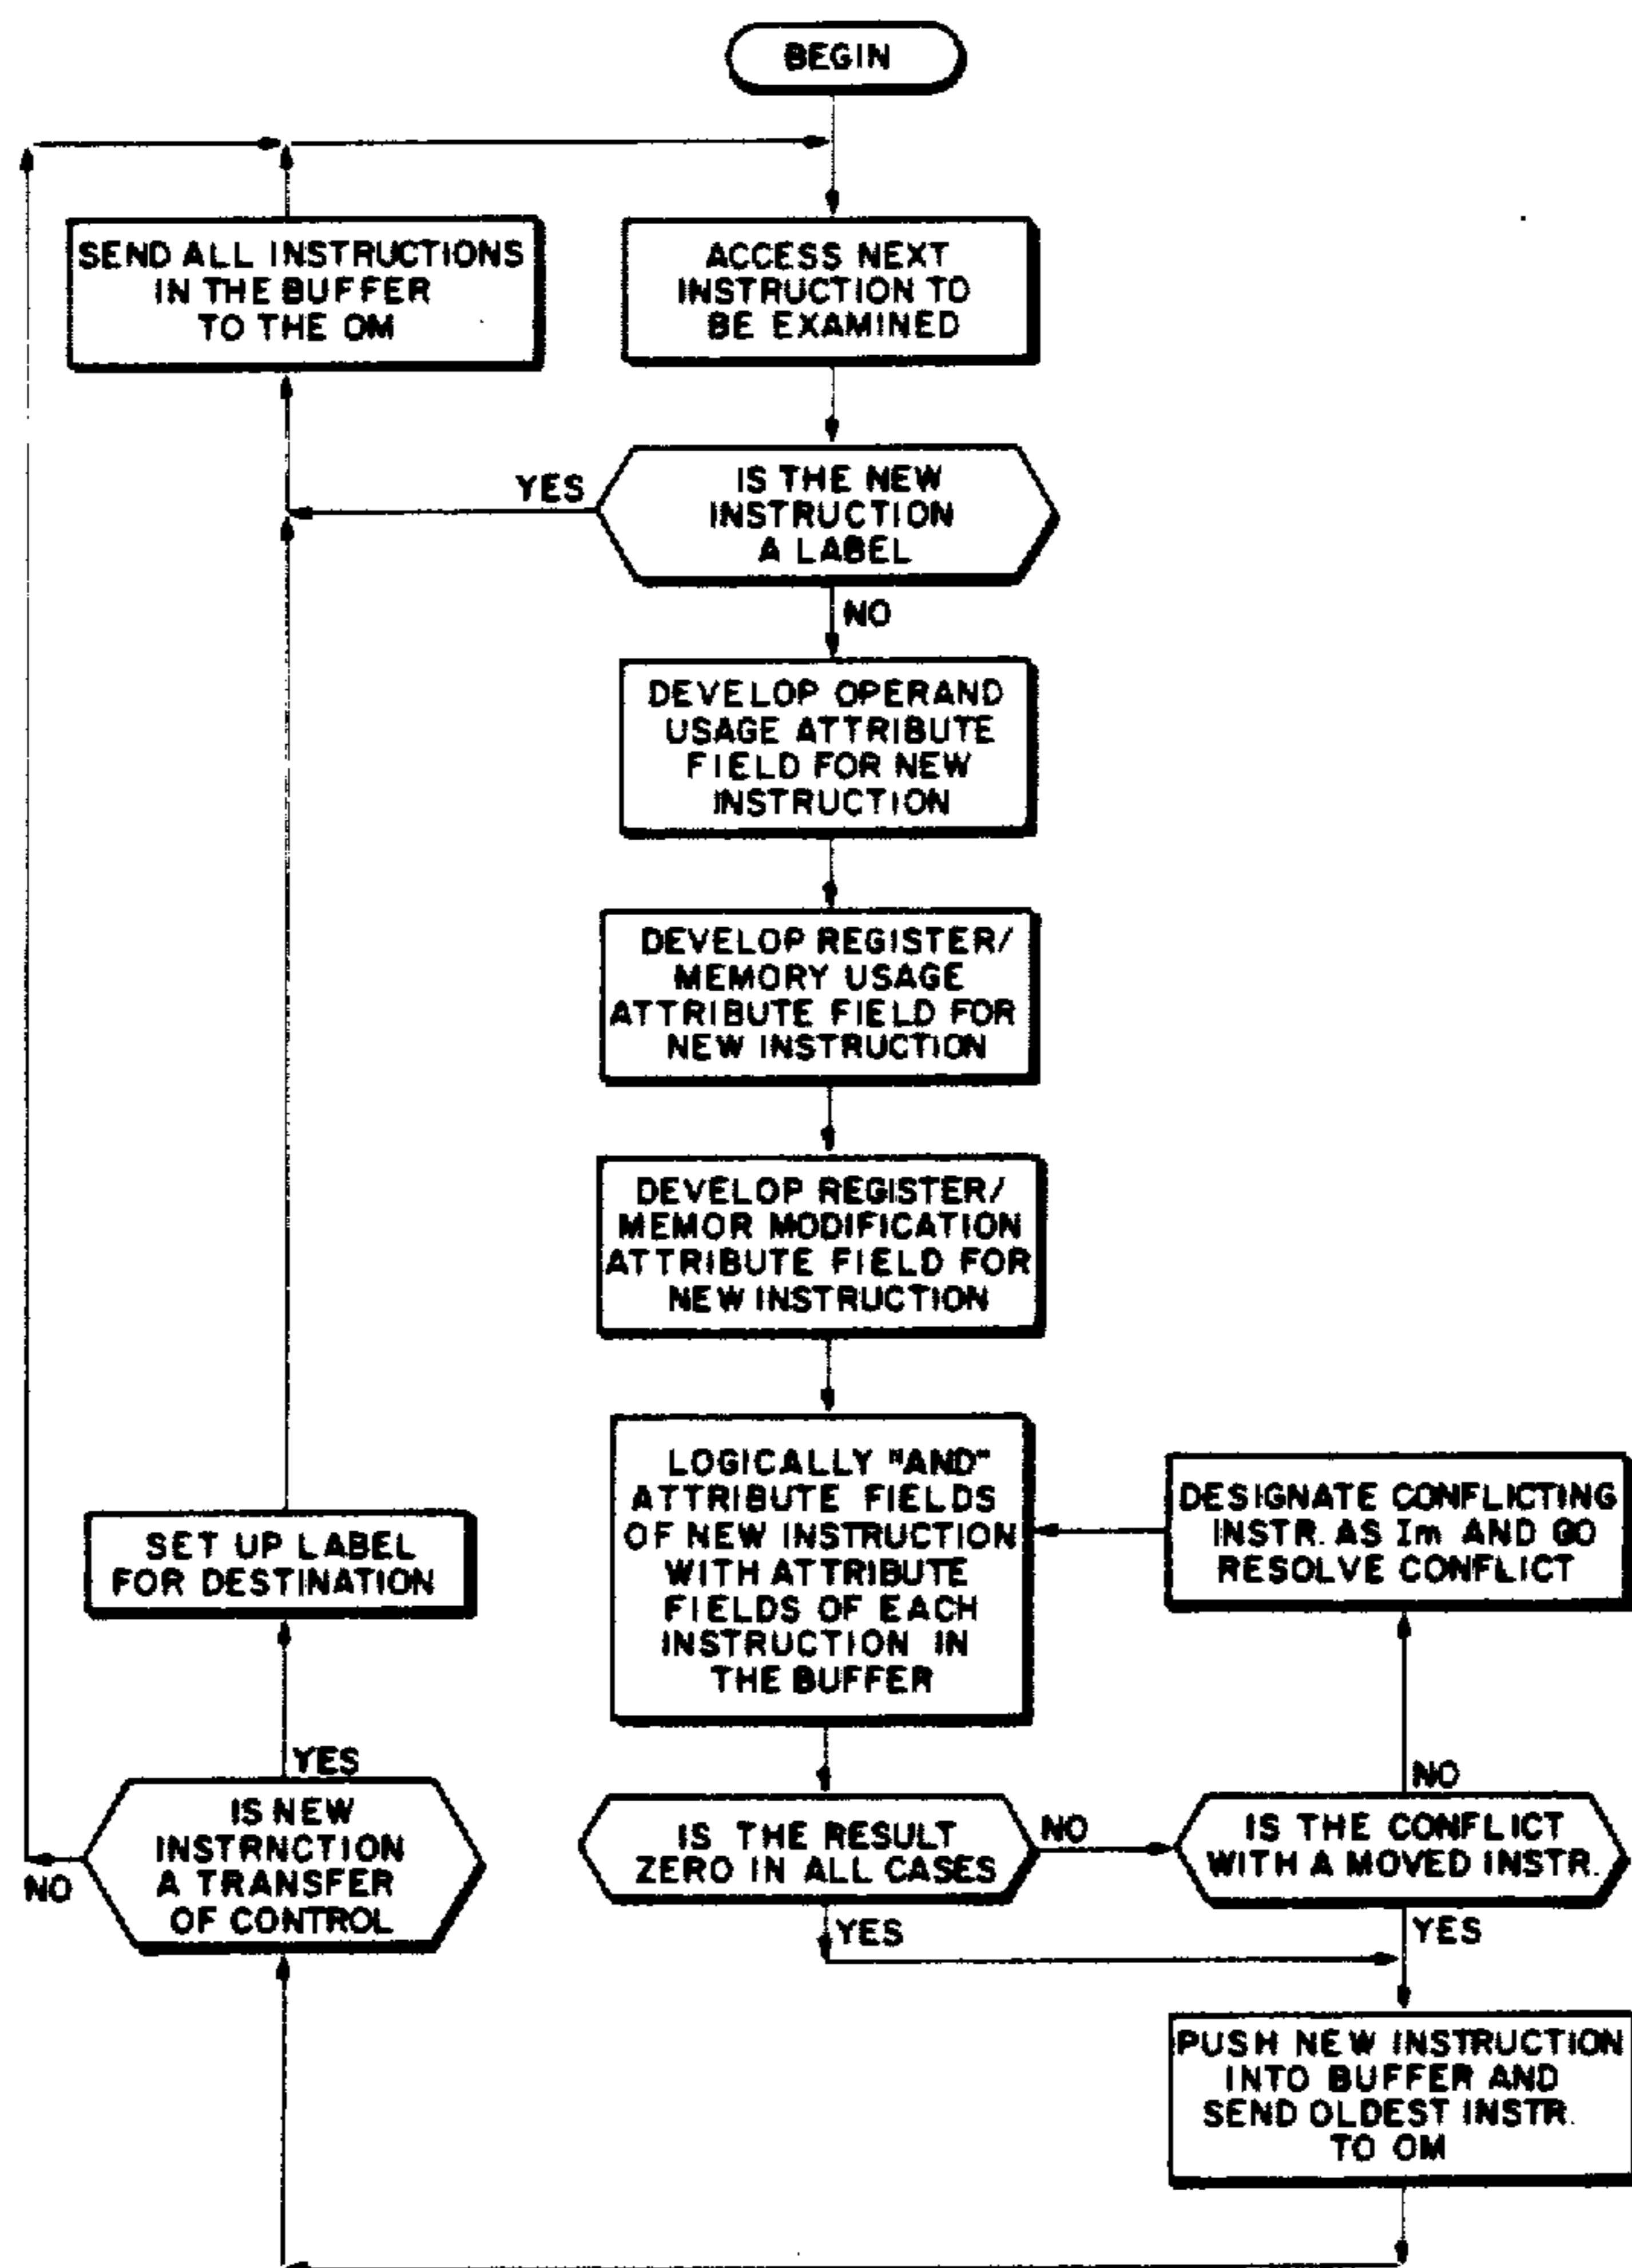 BEGIN
SEND ALL INSTRUCTIONS
IN THE BUFFER
TO THE OM
ACCESS NEXT
INSTRUCTION TO
BE EXAMINED
YES
IS THE NEW
INSTRUCTION
A LABEL
NO
DEVELOP OPERAND
USAGE ATTRIBUTE
FIELD FOR NEW
INSTRUCTION
DEVELOP REGISTER/
MEMORY USAGE
ATTRIBUTE FIELD FOR
NEW INSTRUCTION
DEVELOP REGISTER/
MEMOR MODIFICATION
ATTRIBUTE FIELD FOR
NEW INSTRUCTION
LOGICALLY "AND"
ATTRIBUTE FIELDS
OF NEW INSTRUCTION
WITH ATTRIBUTE
FIELDS OF EACH
INSTRUCTION IN
THE BUFFER
DESIGNATE CONFLICTING
INSTR. AS Im AND GO
RESOLVE CONFLICT
SET UP LABEL
FOR DESTINATION
YES
IS NEW
INSTRNCTION
A TRANSFER
OF CONTROL
NO
IS THE RESULT
ZERO IN ALL CASES
NO
YES
NO
IS THE CONFLICT
WITH A MOVED INSTR.
YES
PUSH NEW INSTRUCTION
INTO BUFFER AND
SEND OLDEST INSTR.
TO OM